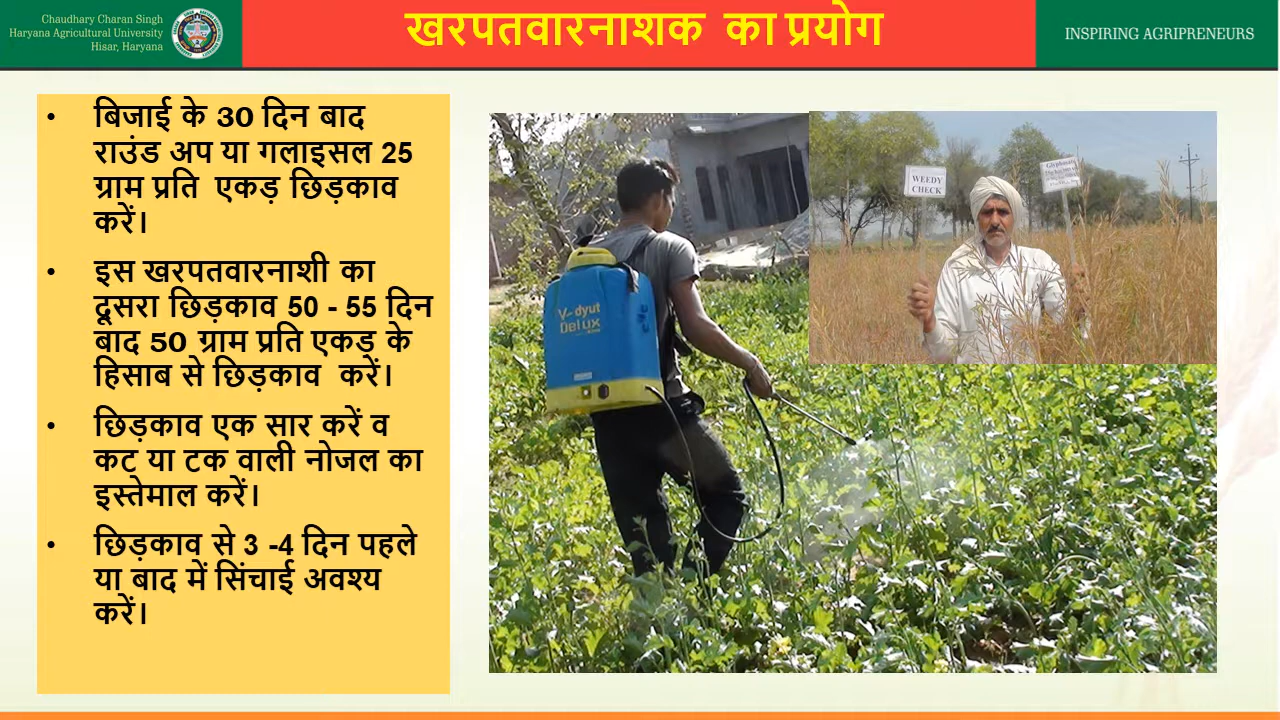 Chaudhary Charan Singh
Haryana Agricultural University
Hisar, Haryana
खरपतवारनाशक का प्रयोग
INSPIRING AGRIPRENEURS
• बिजाई के 30 दिन बाद
राउंड अप या गलाइसल 25
ग्राम प्रति एकड़ छिड़काव
करें।
• इस खरपतवारनाशी का
दूसरा छिड़काव 50 - 55 दिन
बाद 50 ग्राम प्रति एकड़ के
हिसाब से छिड़काव करें।
• छिड़काव एक सार करें व
कट या टक वाली नोजल का
इस्तेमाल करें।
• छिड़काव से 3 -4 दिन पहले
या बाद में सिंचाई अवश्य
करें।
V-dyut
DeLux
WEEDY
CHECK